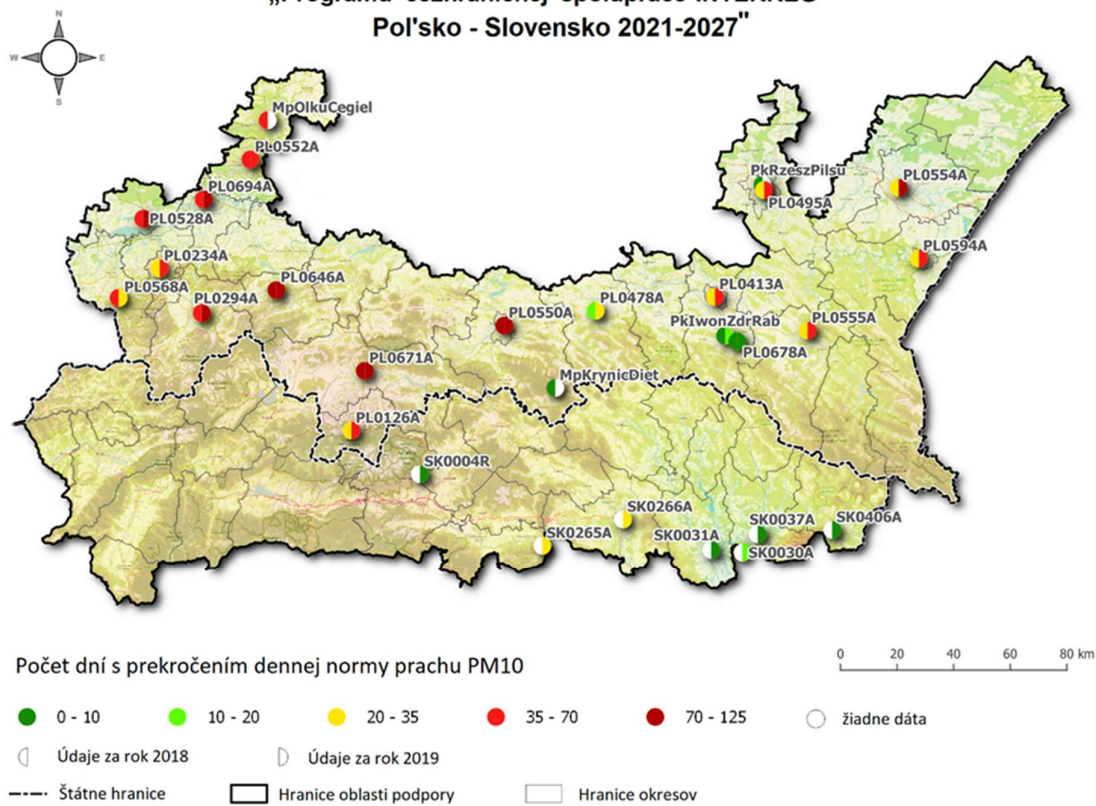 Poľsko - Slovensko 2021-2027"
N
W E
S
MpOlkuCegiel
PL0552A
PkRzeszPilsu
PL0554A
PL0694A
PL0495A
PL0528A
PL0594A
PL0234A
PL0646A
PL0568A
PL0478A
PL0413A
PL0294A
PL0550A
PkIwonZdrRab
PL0555A
PL0678A
PL0671A
MpKrynicDiet
PL0126A
SK0004R
SK0266A
SK0037A
SK0406A
SK0265A
SK0031A
SK0030A
Počet dní s prekročením dennej normy prachu PM10
0 20 40 60 80 km
0 - 10 10 - 20 20 - 35 35 - 70 70 - 125 žiadne dáta
Údaje za rok 2018 Údaje za rok 2019
Štátne hranice Hranice oblasti podpory Hranice okresov